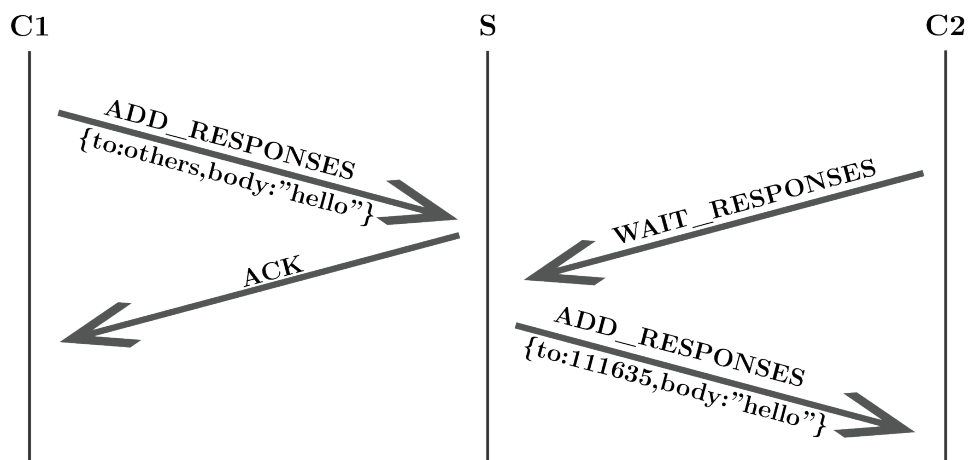 C1
S
C2
ADD_RESPONSES
{to:others,body:"hello"}
WAIT_RESPONSES
ACK
ADD_RESPONSES
{to:111635,body:"hello"}